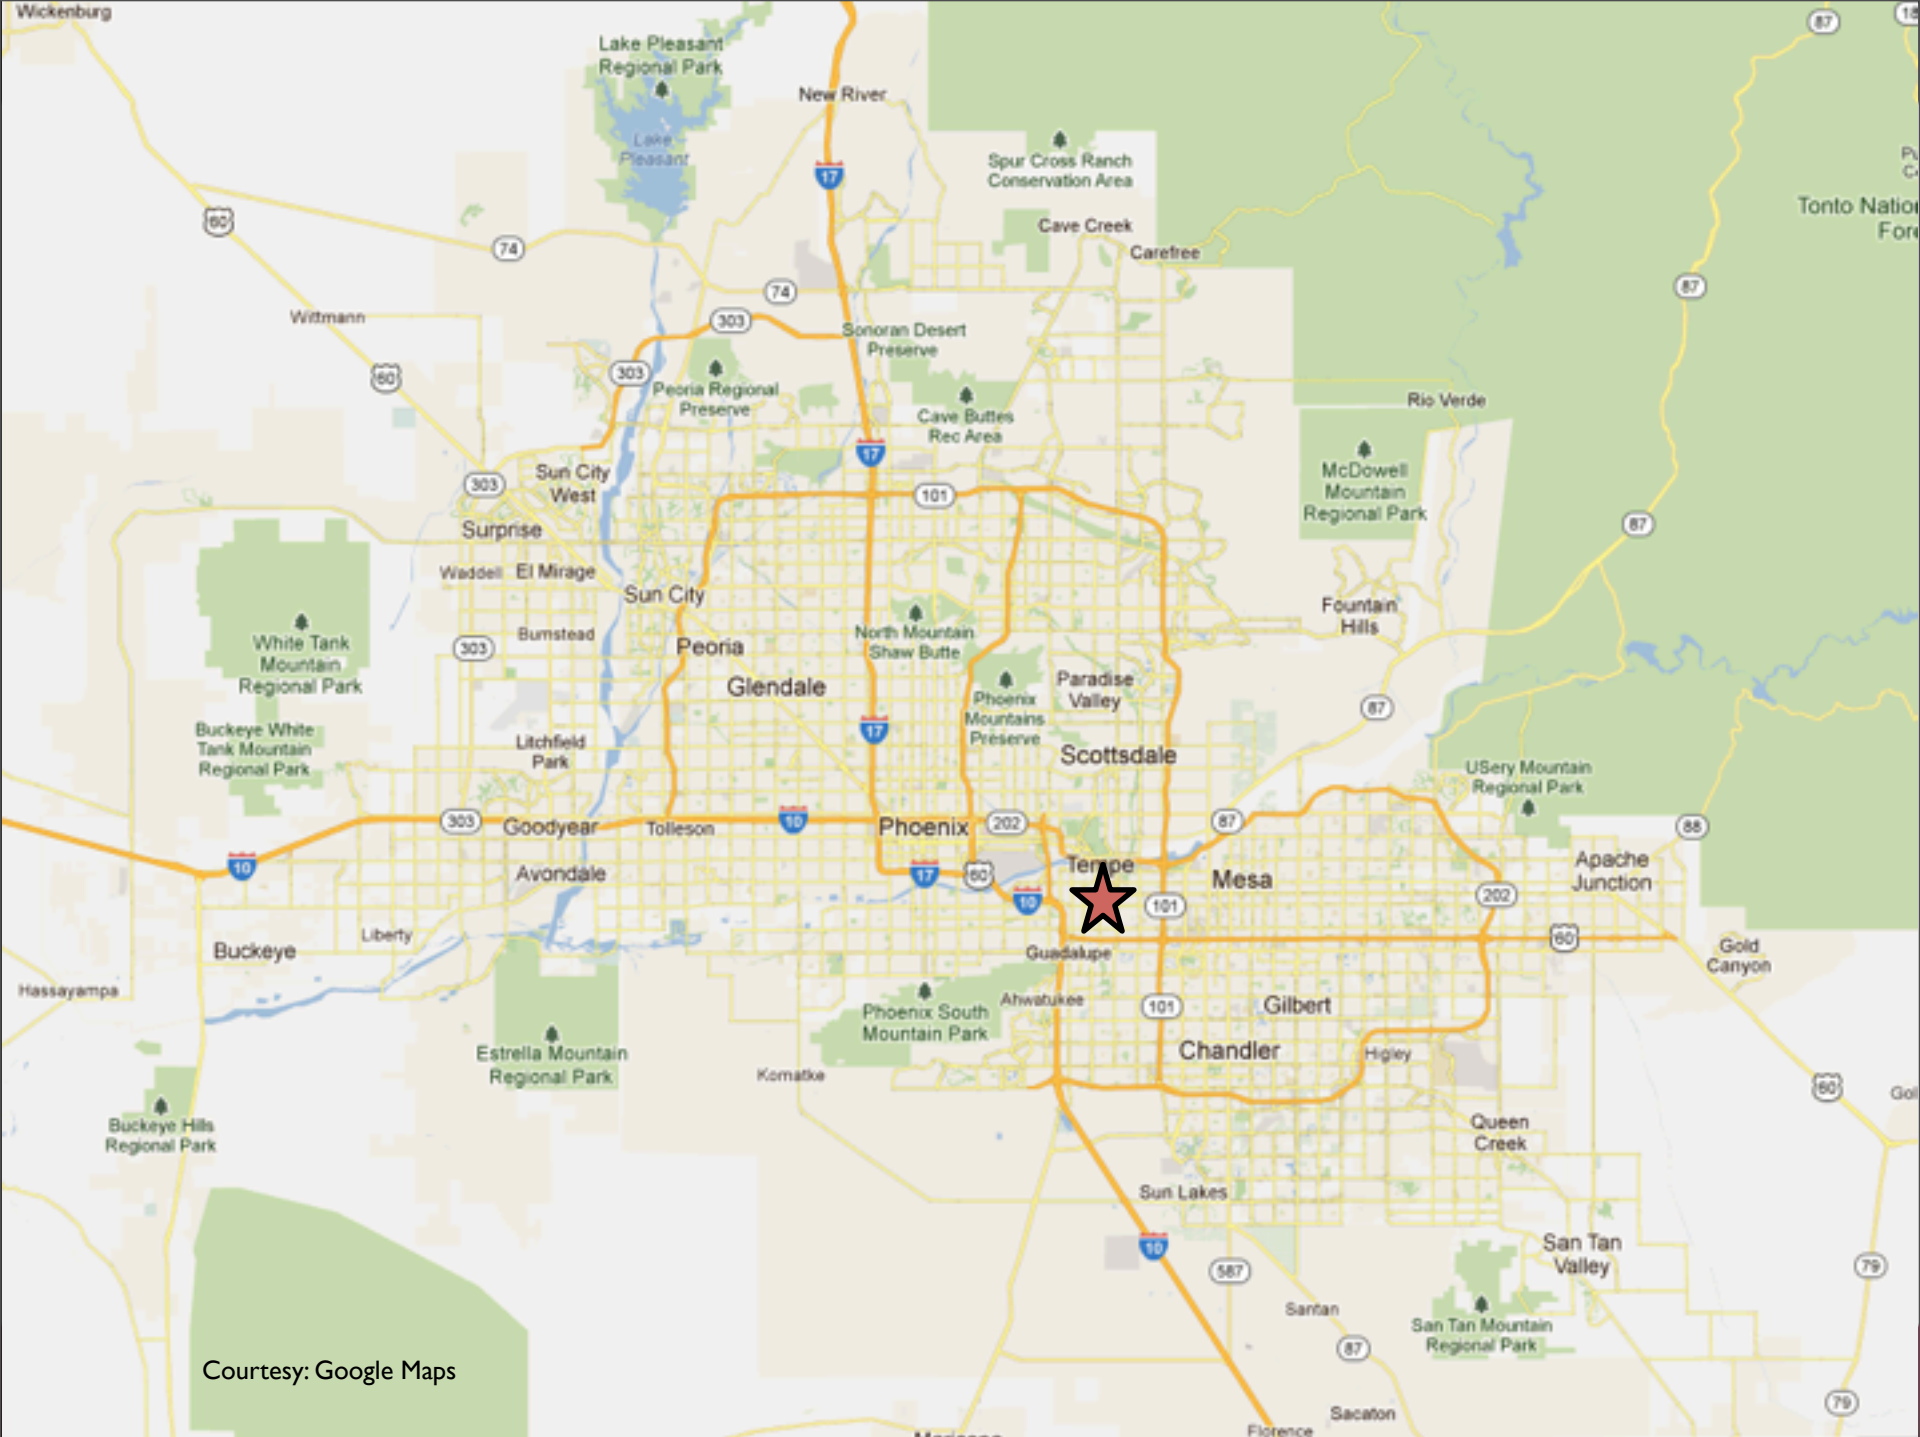 Wickenburg
Lake Pleasant
Regional Park
87
18
New River
Lake
Pleasant
Spur Cross Ranch
Conservation Area
17
Tonto Nation
Fore
60
Cave Creek
74
Carefree
74
87
Wittmann
303
Sonoran Desert
Preserve
60
303
Peoria Regional
Preserve
Cave Buttes
Rec Area
Rio Verde
17
McDowell
Mountain
Regional Park
303
Sun City
West
101
Surprise
87
Waddell
El Mirage
Sun City
Fountain
Hills
White Tank
Mountain
Regional Park
303
Burnstead
Peoria
North Mountain
Shaw Butte
Glendale
Phoenix
Mountains
Preserve
Paradise
Valley
87
Buckeye White
Tank Mountain
Regional Park
Litchfield
Park
17
Scottsdale
USery Mountain
Regional Park
303
Goodyear
Tolleson
10
Phoenix
202
87
88
10
Avondale
17
60
Tempe
Mesa
Apache
Junction
10
101
202
Buckeye
Liberty
Guadalupe
60
Gold
Canyon
Hassayampa
Phoenix South
Mountain Park
Ahwatukee
101
Gilbert
Estrella Mountain
Regional Park
Komatke
Chandler
Higley
60
Gol
Buckeye Hills
Regional Park
Queen
Creek
Sun Lakes
10
587
San Tan
Valley
79
Santan
San Tan Mountain
Regional Park
87
Courtesy: Google Maps
Sacaton
79
Florence